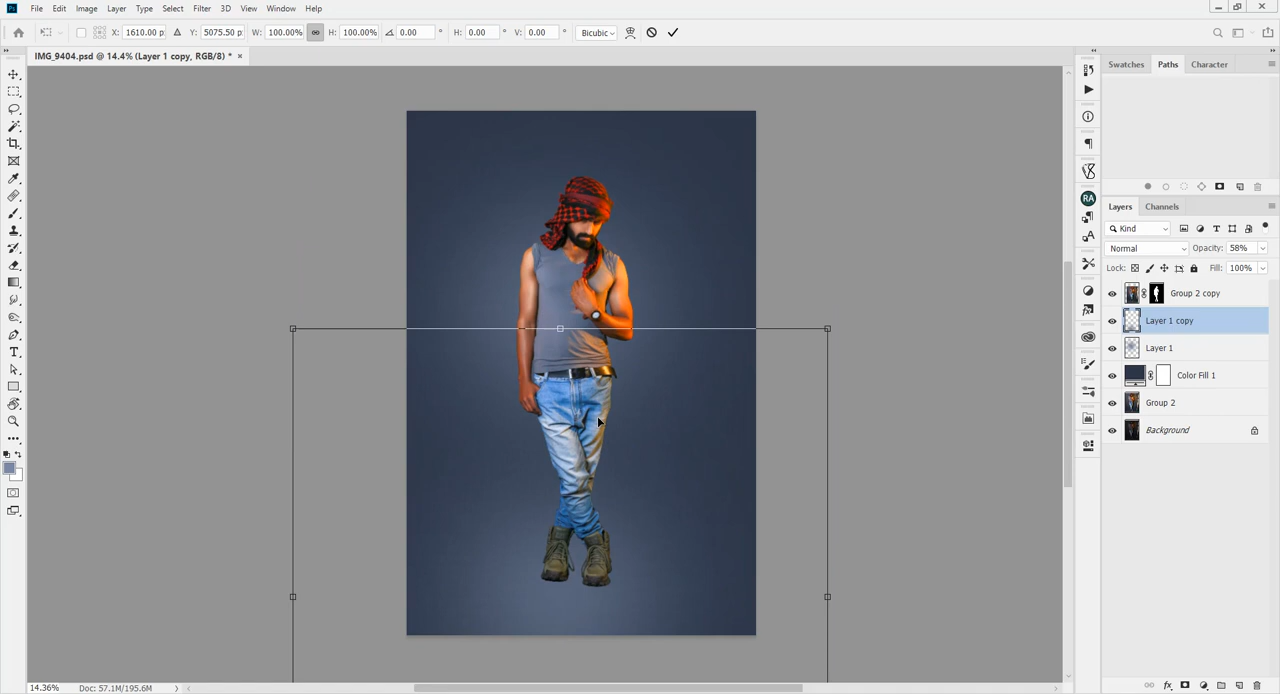 Ps File Edit Image Layer Type Select Filter 3D View Window Help
X: 1610.00 p: Y: 5075.50 p: W: 100.00% H: 100.00% 0.00 ° H: 0.00 ° V: 0.00 ° Bicubic
IMG_9404.psd @ 14.4% (Layer 1 copy, RGB/8) * ×
Swatches Paths Character
RA
Layers Channels
Kind
Normal Opacity: 58%
Lock: Fill: 100%
Group 2 copy
Layer 1 copy
Layer 1
Color Fill 1
Group 2
Background
14.36% Doc: 57.1M/195.6M